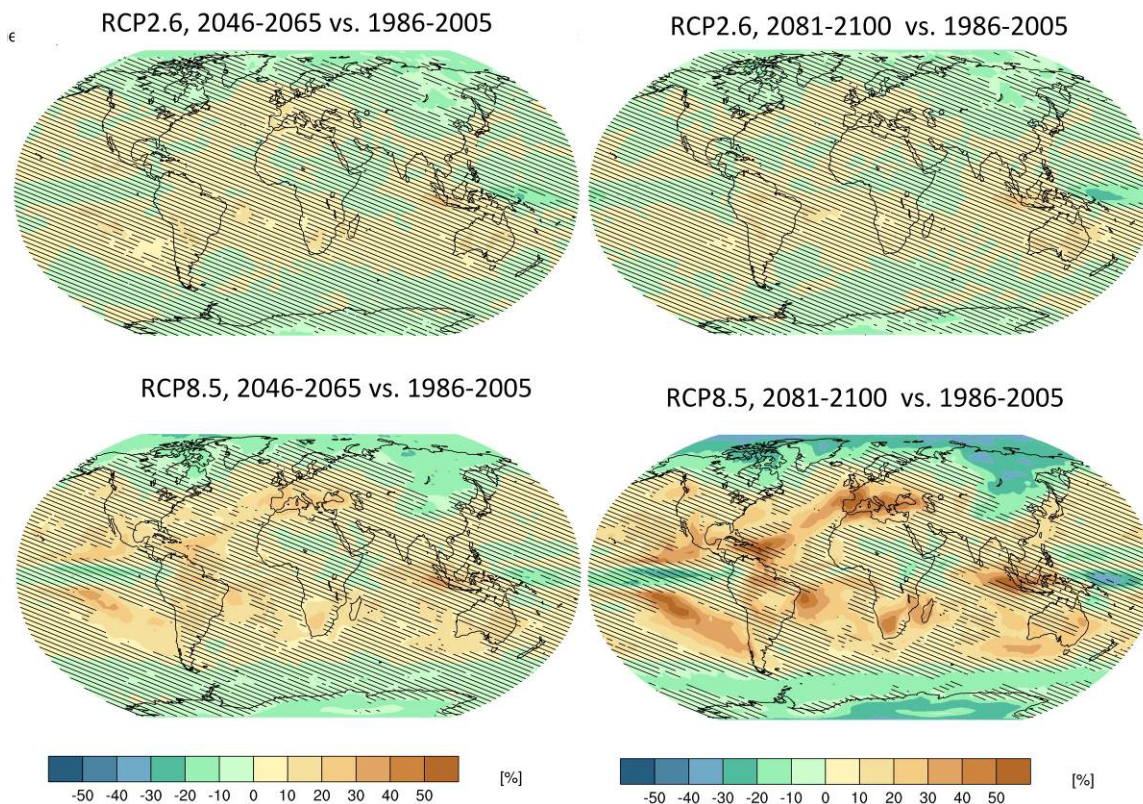 RCP2.6, 2046-2065 vs. 1986-2005
RCP2.6, 2081-2100 vs. 1986-2005
RCP8.5, 2046-2065 vs. 1986-2005
RCP8.5, 2081-2100 vs. 1986-2005
-50 -40 -30 -20 -10 0 10 20 30 40 50 [%]
-50 -40 -30 -20 -10 0 10 20 30 40 50 [%]